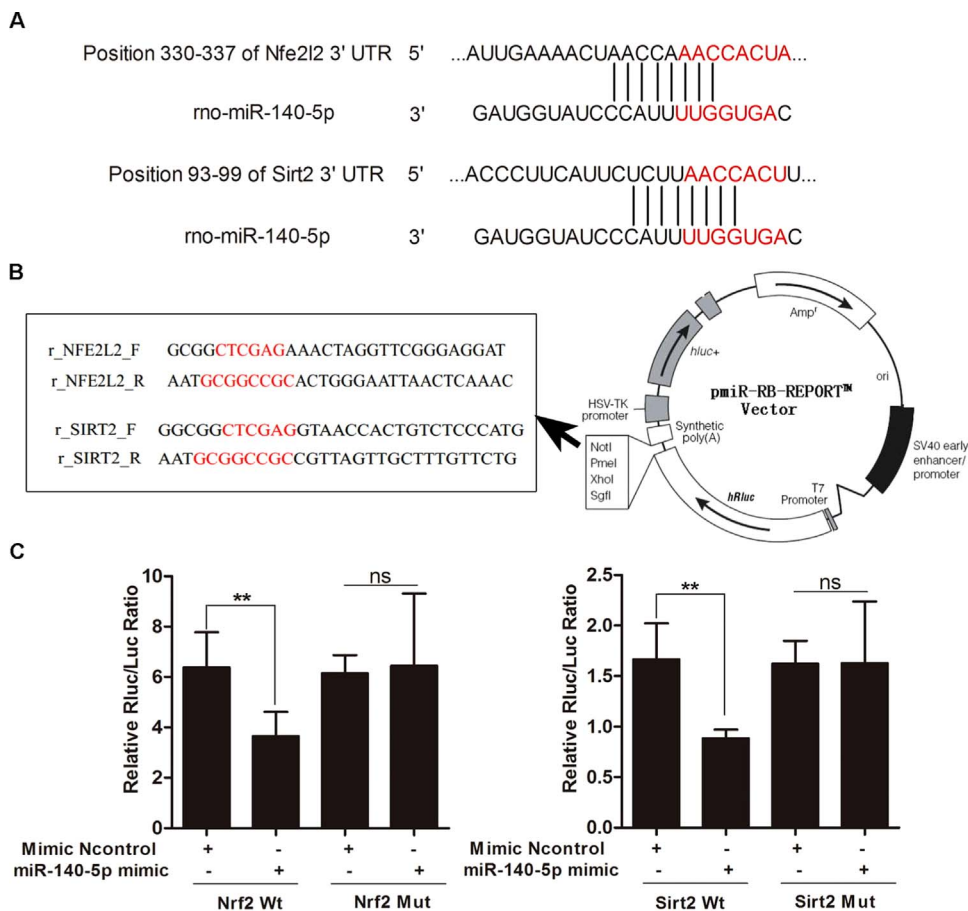 A
Position 330-337 of Nfe2l2 3' UTR 5' ...AUUGAAAACUAACCAAACCACUA...
rno-miR-140-5p 3' GAUGGUAUCCCAUUUUGGUGAC
Position 93-99 of Sirt2 3' UTR 5' ...ACCCUUCAUUCUCUUAACCACUU...
rno-miR-140-5p 3' GAUGGUAUCCCAUUUUGGUGAC
B
r_NFE2L2_F GCGGCTCGAGAAACTAGGTTCGGGAGGAT
r_NFE2L2_R AATGCGGCCGCACTGGGAATTAACTCAAAC
r_SIRT2_F GGCGGCTCGAGGTAACCACTGTCTCCCATG
r_SIRT2_R AATGCGGCCGCCGTTAGTTGCTTTGTTCTG
Ampr
hluc+
ori
pmiR-RB-REPORT™
Vector
HSV-TK
promoter
Synthetic
poly(A)
NotI
PmeI
XhoI
SgfI
hRluc
T7
Promoter
SV40 early
enhancer/
promoter
C
Relative Rluc/Luc Ratio
10
8
6
4
2
0
**
ns
Mimic Ncontrol + - + -
miR-140-5p mimic - + - +
Nrf2 Wt Nrf2 Mut
Relative Rluc/Luc Ratio
2.5
2.0
1.5
1.0
0.5
0.0
**
ns
Mimic Ncontrol + - + -
miR-140-5p mimic - + - +
Sirt2 Wt Sirt2 Mut